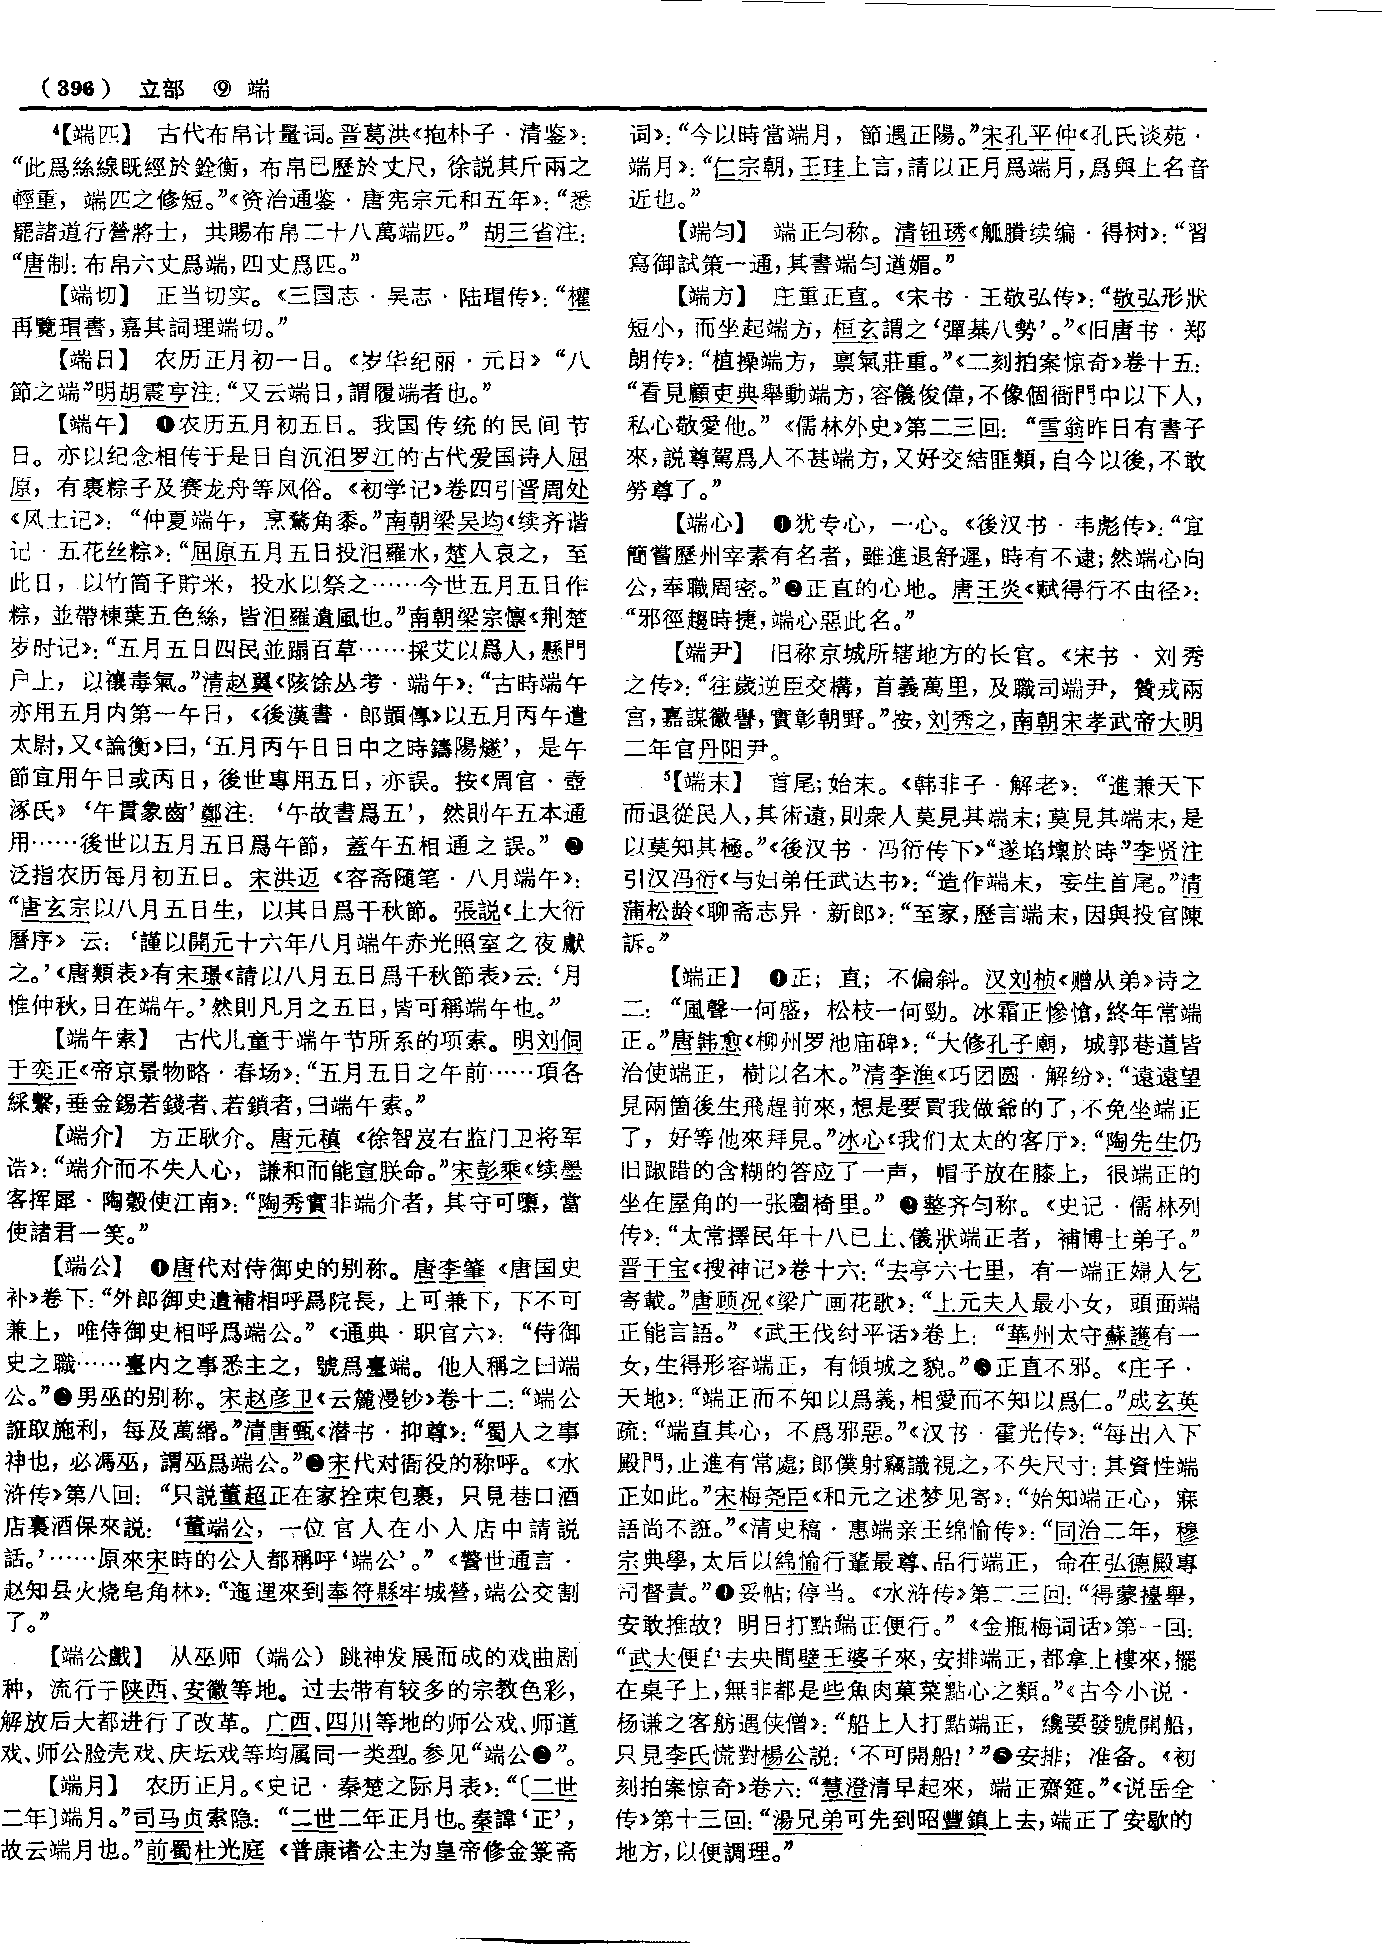 （396） 立部 ⑨ 端
⁴【端匹】 古代布帛计量词。晋葛洪《抱朴子·清鉴》：
“此爲絲線既經於銓衡，布帛已歷於丈尺，徐説其斤兩之
輕重，端匹之修短。”《资治通鉴·唐宪宗元和五年》：“悉
罷諸道行營將士，共賜布帛二十八萬端匹。”胡三省注：
“唐制：布帛六丈爲端，四丈爲匹。”
【端切】 正当切实。《三国志·吴志·陆瑁传》：“權
再覽瑁書，嘉其詞理端切。”
【端日】 农历正月初一日。《岁华纪丽·元日》“八
節之端”明胡震亨注：“又云端日，謂履端者也。”
【端午】 ❶农历五月初五日。我国传统的民间节
日。亦以纪念相传于是日自沉汨罗江的古代爱国诗人屈
原，有裹粽子及赛龙舟等风俗。《初学记》卷四引晋周处
《风土记》：“仲夏端午，烹鶩角黍。”南朝梁吴均《续齐谐
记·五花丝粽》：“屈原五月五日投汨羅水，楚人哀之，至
此日，以竹筒子貯米，投水以祭之……今世五月五日作
粽，並帶楝葉五色絲，皆汨羅遺風也。”南朝梁宗懔《荆楚
岁时记》：“五月五日四民並蹋百草……採艾以爲人，懸門
户上，以禳毒氣。”清赵翼《陔馀丛考·端午》：“古時端午
亦用五月内第一午日，《後漢書·郎顗傳》以五月丙午遣
太尉，又《論衡》曰，‘五月丙午日日中之時鑄陽燧’，是午
節宜用午日或丙日，後世專用五日，亦誤。按《周官·壺
涿氏》‘午貫象齒’鄭注：‘午故書爲五’，然則午五本通
用……後世以五月五日爲午節，蓋午五相通之誤。”❷
泛指农历每月初五日。宋洪迈《容斋随笔·八月端午》：
“唐玄宗以八月五日生，以其日爲千秋節。張説《上大衍
曆序》云：‘謹以開元十六年八月端午赤光照室之夜獻
之。’《唐類表》有宋璟《請以八月五日爲千秋節表》云：‘月
惟仲秋，日在端午。’然則凡月之五日，皆可稱端午也。”
【端午索】 古代儿童于端午节所系的项索。明刘侗
于奕正《帝京景物略·春场》：“五月五日之午前……項各
綵繫，垂金錫若錢者、若鎖者，曰端午索。”
【端介】 方正耿介。唐元稹《徐智岌右监门卫将军
诰》：“端介而不失人心，謙和而能宣朕命。”宋彭乘《续墨
客挥犀·陶穀使江南》：“陶秀實非端介者，其守可隳，當
使諸君一笑。”
【端公】 ❶唐代对侍御史的别称。唐李肇《唐国史
补》卷下：“外郎御史遺補相呼爲院長，上可兼下，下不可
兼上，唯侍御史相呼爲端公。”《通典·职官六》：“侍御
史之職……臺内之事悉主之，號爲臺端。他人稱之曰端
公。”❷男巫的别称。宋赵彦卫《云麓漫钞》卷十二：“端公
誑取施利，每及萬緡。”清唐甄《潜书·抑尊》：“蜀人之事
神也，必馮巫，謂巫爲端公。”❸宋代对衙役的称呼。《水
浒传》第八回：“只説董超正在家拴束包裹，只見巷口酒
店裏酒保來説：‘董端公，一位官人在小人店中請説
話。’……原來宋時的公人都稱呼‘端公’。”《警世通言·
赵知县火烧皂角林》：“迤邐來到奉符縣牢城營，端公交割
了。”
【端公戲】 从巫师（端公）跳神发展而成的戏曲剧
种，流行于陕西、安徽等地。过去带有较多的宗教色彩，
解放后大都进行了改革。广西、四川等地的师公戏、师道
戏、师公脸壳戏、庆坛戏等均属同一类型。参见“端公❷”。
【端月】 农历正月。《史记·秦楚之际月表》：“〔二世
二年〕端月。”司马贞索隐：“二世二年正月也。秦諱‘正’，
故云端月也。”前蜀杜光庭《普康诸公主为皇帝修金箓斋
词》：“今以時當端月，節遇正陽。”宋孔平仲《孔氏谈苑·
端月》：“仁宗朝，王珪上言，請以正月爲端月，爲與上名音
近也。”
【端匀】 端正匀称。清钮琇《觚賸续编·得树》：“習
寫御試策一通，其書端匀遒媚。”
【端方】 庄重正直。《宋书·王敬弘传》：“敬弘形狀
短小，而坐起端方，桓玄謂之‘彈棊八勢’。”《旧唐书·郑
朗传》：“植操端方，禀氣莊重。”《二刻拍案惊奇》卷十五：
“看見顧吏典舉動端方，容儀俊偉，不像個衙門中以下人，
私心敬愛他。”《儒林外史》第二三回：“雪翁昨日有書子
來，説尊駕爲人不甚端方，又好交結匪類，自今以後，不敢
勞尊了。”
【端心】 ❶犹专心，一心。《後汉书·韦彪传》：“宜
簡嘗歷州宰素有名者，雖進退舒遲，時有不逮；然端心向
公，奉職周密。”❷正直的心地。唐王炎《赋得行不由径》：
“邪徑趨時捷，端心惡此名。”
【端尹】 旧称京城所辖地方的长官。《宋书·刘秀
之传》：“往歲逆臣交構，首義萬里，及職司端尹，贊戎兩
宫，嘉謀徽譽，實彰朝野。”按，刘秀之，南朝宋孝武帝大明
二年官丹阳尹。
⁵【端末】 首尾；始末。《韩非子·解老》：“進兼天下
而退從民人，其術遠，則衆人莫見其端末；莫見其端末，是
以莫知其極。”《後汉书·冯衍传下》“遂埳壈於時”李贤注
引汉冯衍《与妇弟任武达书》：“造作端末，妄生首尾。”清
蒲松龄《聊斋志异·新郎》：“至家，歷言端末，因與投官陳
訴。”
【端正】 ❶正；直；不偏斜。汉刘桢《赠从弟》诗之
二：“風聲一何盛，松枝一何勁。冰霜正慘愴，終年常端
正。”唐韩愈《柳州罗池庙碑》：“大修孔子廟，城郭巷道皆
治使端正，樹以名木。”清李渔《巧团圆·解纷》：“遠遠望
見兩箇後生飛趕前來，想是要買我做爺的了，不免坐端正
了，好等他來拜見。”冰心《我们太太的客厅》：“陶先生仍
旧踧踖的含糊的答应了一声，帽子放在膝上，很端正的
坐在屋角的一张圈椅里。”❷整齐匀称。《史记·儒林列
传》：“太常擇民年十八已上、儀狀端正者，補博士弟子。”
晋干宝《搜神记》卷十六：“去亭六七里，有一端正婦人乞
寄載。”唐顾况《梁广画花歌》：“上元夫人最小女，頭面端
正能言語。”《武王伐纣平话》卷上：“華州太守蘇護有一
女，生得形容端正，有傾城之貌。”❸正直不邪。《庄子·
天地》：“端正而不知以爲義，相愛而不知以爲仁。”成玄英
疏：“端直其心，不爲邪惡。”《汉书·霍光传》：“每出入下
殿門，止進有常處；郎僕射竊識視之，不失尺寸：其資性端
正如此。”宋梅尧臣《和元之述梦见寄》：“始知端正心，寐
語尚不誑。”《清史稿·惠端亲王绵愉传》：“同治二年，穆
宗典學，太后以綿愉行輩最尊、品行端正，命在弘德殿專
司督責。”❹妥帖；停当。《水浒传》第二三回：“得蒙擡舉，
安敢推故？明日打點端正便行。”《金瓶梅词话》第一回：
“武大便自去央間壁王婆子來，安排端正，都拿上樓來，擺
在桌子上，無非都是些魚肉菓菜點心之類。”《古今小说·
杨谦之客舫遇侠僧》：“船上人打點端正，纔要發號開船，
只見李氏慌對楊公説：‘不可開船！’”❺安排；准备。《初
刻拍案惊奇》卷六：“慧澄清早起來，端正齋筵。”《说岳全
传》第十三回：“湯兄弟可先到昭豐鎮上去，端正了安歇的
地方，以便調理。”